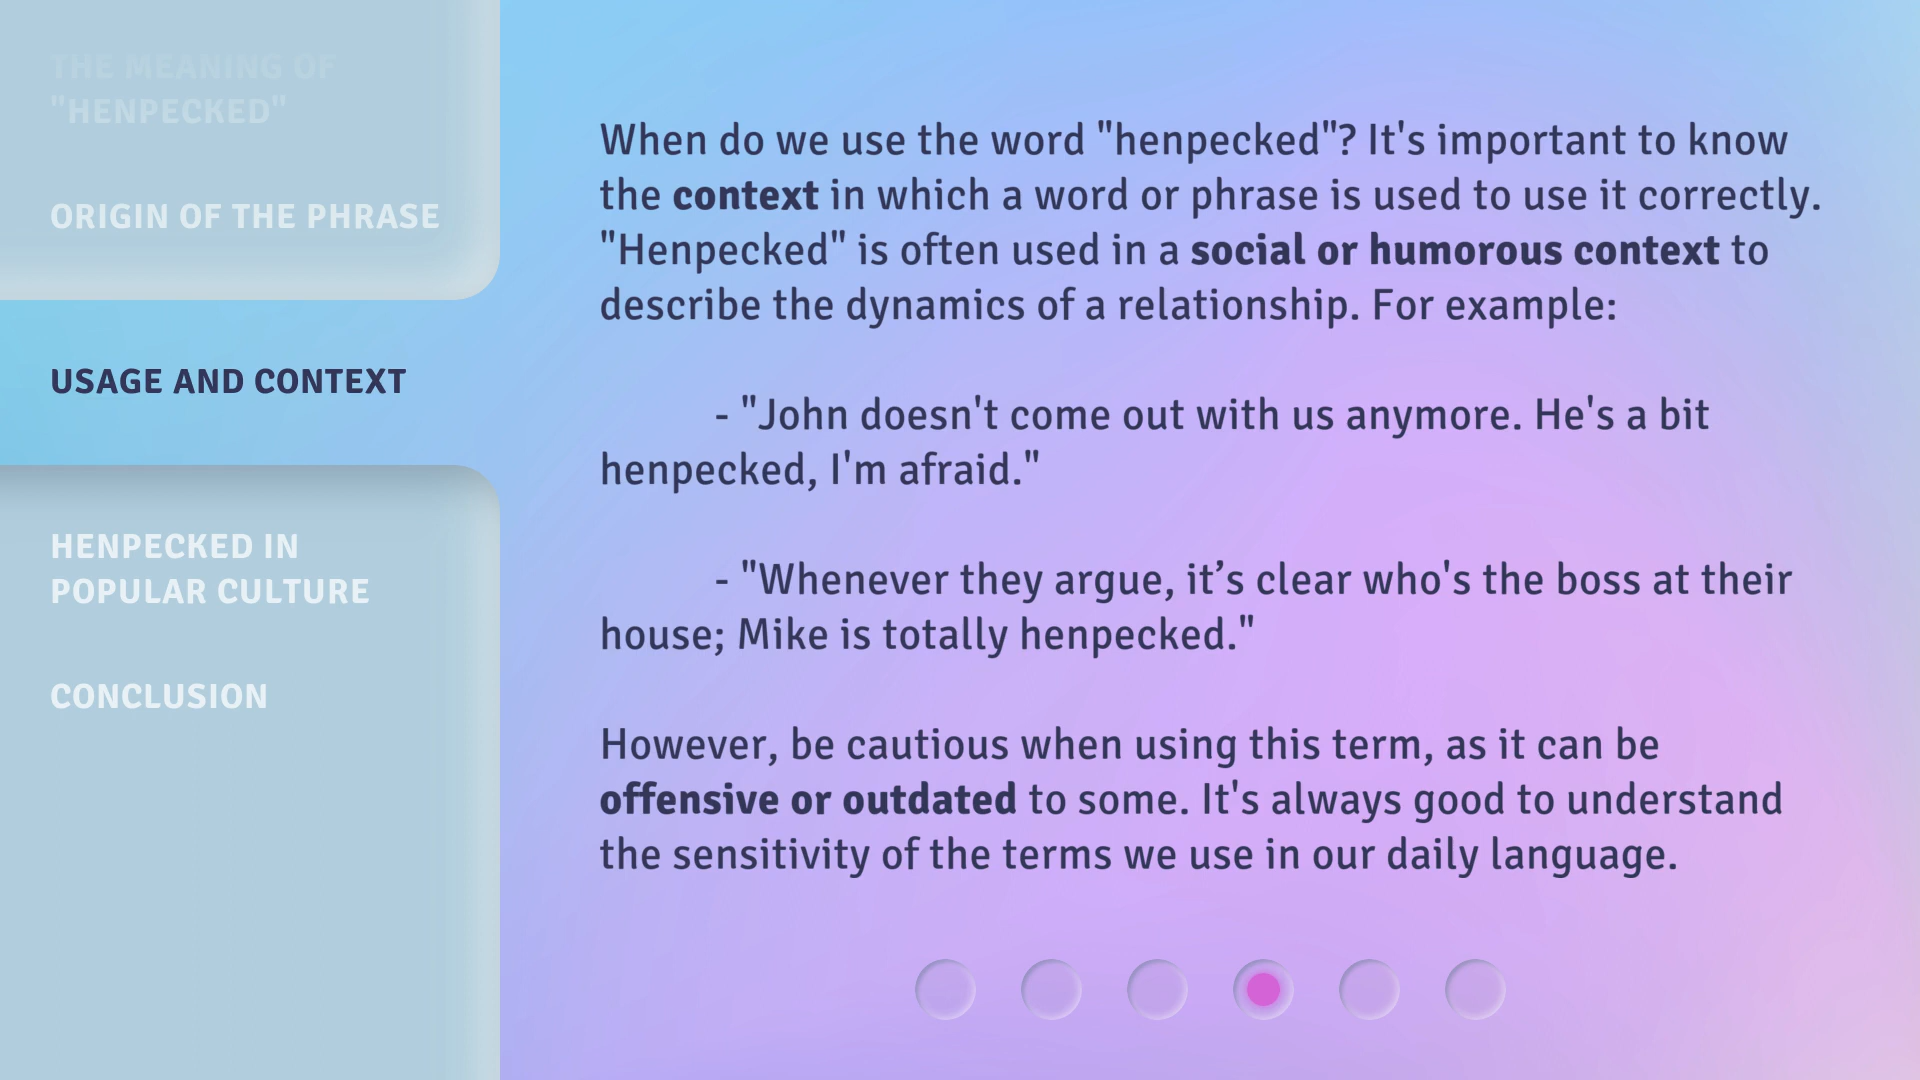 THE MEANING OF
"HENPECKED"
ORIGIN OF THE PHRASE
USAGE AND CONTEXT
HENPECKED IN
POPULAR CULTURE
CONCLUSION
When do we use the word "henpecked"? It's important to know
the context in which a word or phrase is used to use it correctly.
"Henpecked" is often used in a social or humorous context to
describe the dynamics of a relationship. For example:
- "John doesn't come out with us anymore. He's a bit
henpecked, I'm afraid."
- "Whenever they argue, it’s clear who's the boss at their
house; Mike is totally henpecked."
However, be cautious when using this term, as it can be
offensive or outdated to some. It's always good to understand
the sensitivity of the terms we use in our daily language.